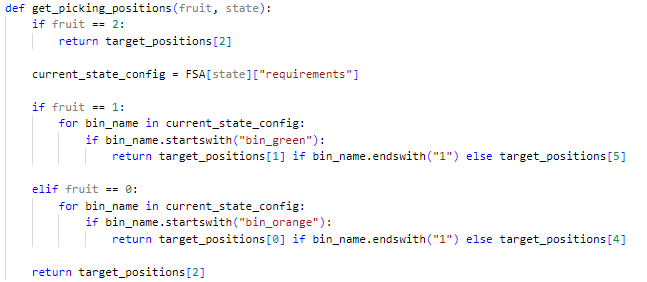 def get_picking_positions(fruit, state):
    if fruit == 2:
        return target_positions[2]

    current_state_config = FSA[state]["requirements"]

    if fruit == 1:
        for bin_name in current_state_config:
            if bin_name.startswith("bin_green"):
                return target_positions[1] if bin_name.endswith("1") else target_positions[5]

    elif fruit == 0:
        for bin_name in current_state_config:
            if bin_name.startswith("bin_orange"):
                return target_positions[0] if bin_name.endswith("1") else target_positions[4]

    return target_positions[2]